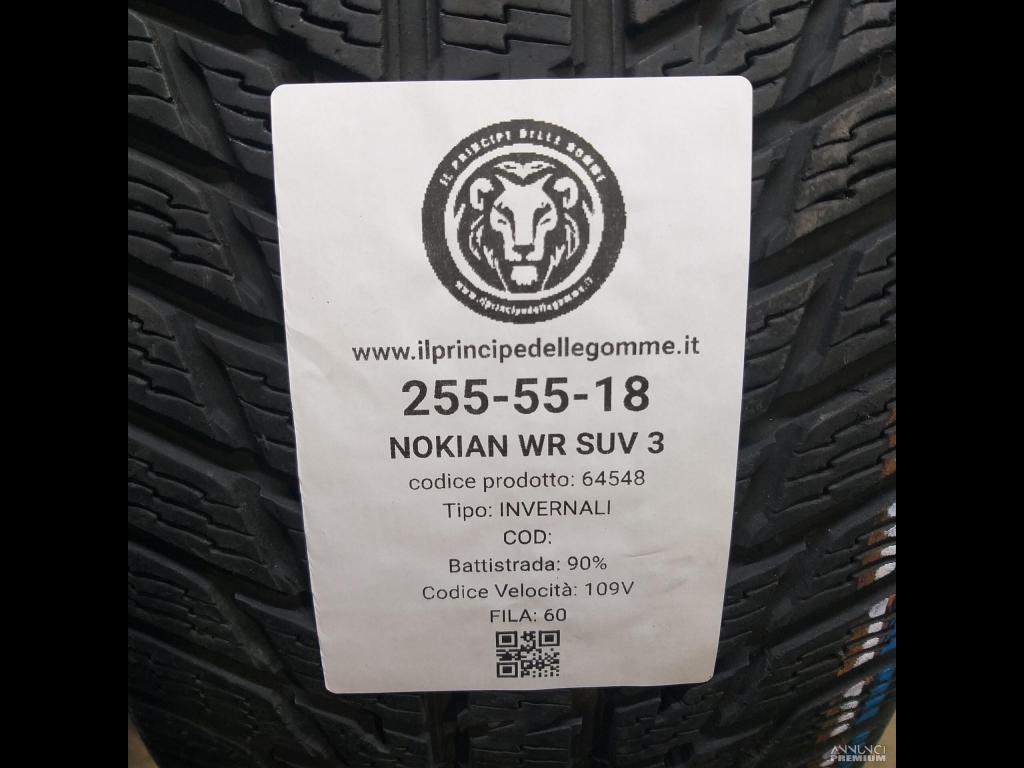 IL PRINCIPE DELLE GOMME
www.ilprincipedellegomme.it
www.ilprincipedellegomme.it
255-55-18
NOKIAN WR SUV 3
codice prodotto: 64548
Tipo: INVERNALI
COD:
Battistrada: 90%
Codice Velocità: 109V
FILA: 60
ANNUNCI
PREMIUM